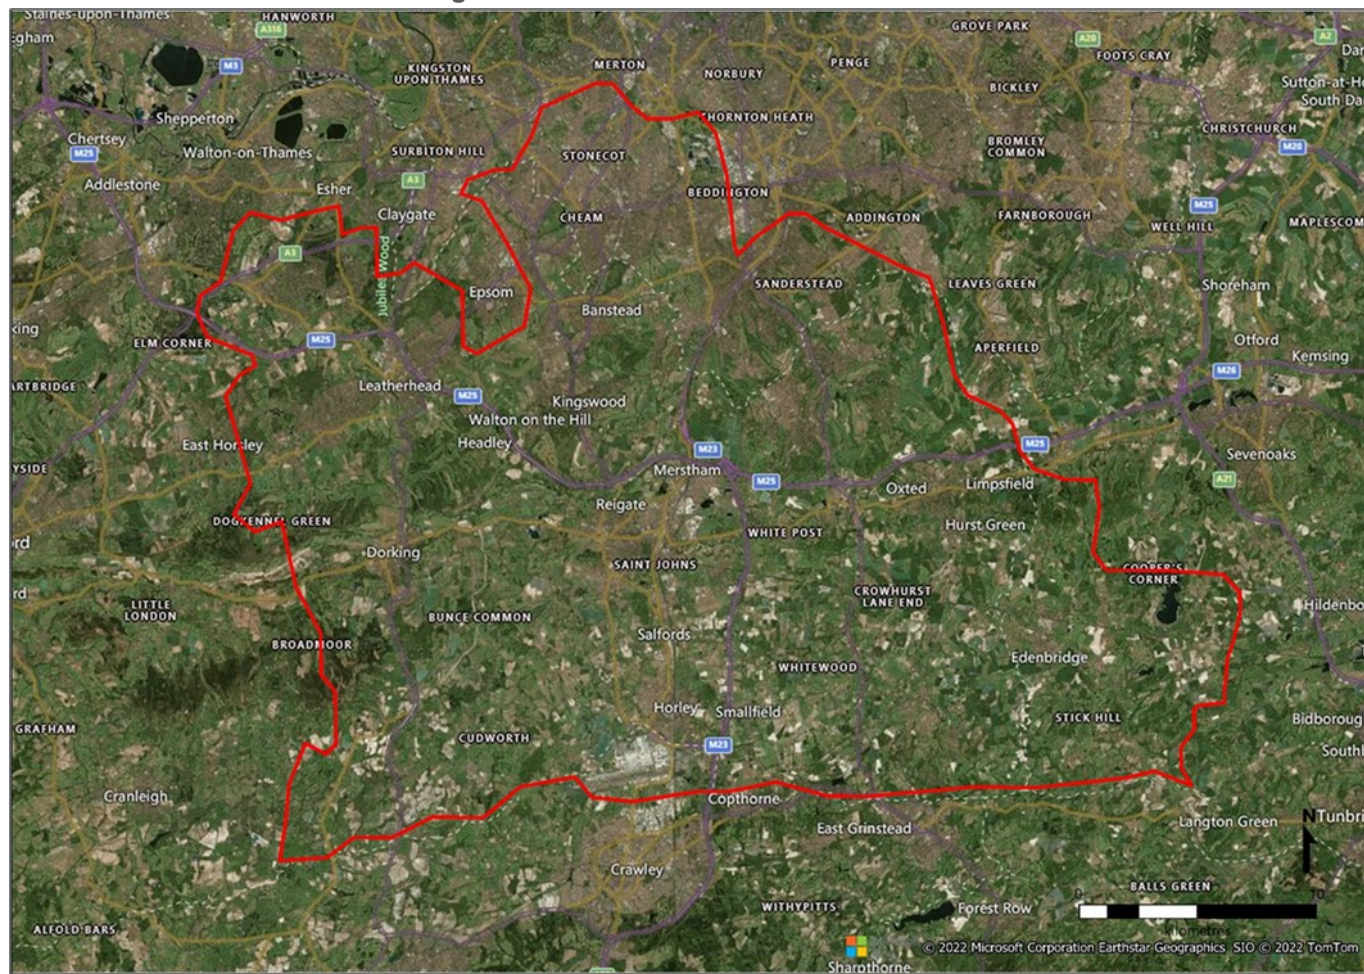 Staines-upon-Thames
HANWORTH
A316
GROVE PARK
A20
A2
Egham
M3
KINGSTON
UPON THAMES
MERTON
NORBURY
PENGE
FOOTS CRAY
BICKLEY
Sutton-at-Ho
South Da
Shepperton
THORNTON HEATH
CHRISTCHURCH
Chertsey
M25
Walton-on-Thames
SURBITON HILL
STONECOT
BROMLEY
COMMON
M20
Addlestone
Esher
A3
BEDDINGTON
M25
Claygate
CHEAM
ADDINGTON
FARNBOROUGH
WELL HILL
MAPLESCOM
A3
Jubilee Wood
Epsom
Banstead
SANDERSTEAD
LEAVES GREEN
Shoreham
king
ELM CORNER
M25
APERFIELD
Otford
Kemsing
M26
ARTBRIDGE
Leatherhead
M25
Kingswood
Walton on the Hill
East Horsley
Headley
M23
M25
YSIDE
Merstham
M25
Sevenoaks
Reigate
Oxted
Limpsfield
A21
DOGKENNEL GREEN
WHITE POST
Hurst Green
rd
Dorking
SAINT JOHNS
COOPER'S
CORNER
rd
LITTLE
LONDON
BUNCE COMMON
CROWHURST
LANE END
Hildenbo
BROADMOOR
Salfords
WHITEWOOD
Edenbridge
Horley
Smallfield
STICK HILL
Bidboroug
GRAFHAM
CUDWORTH
M23
South
Cranleigh
Copthorne
East Grinstead
Langton Green
N
Tunbri
Crawley
BALLS GREEN
0
10
kilometres
WITHYPITTS
Forest Row
ALFOLD BARS
© 2022 Microsoft Corporation Earthstar Geographics SIO © 2022 TomTom
Sharpthorne